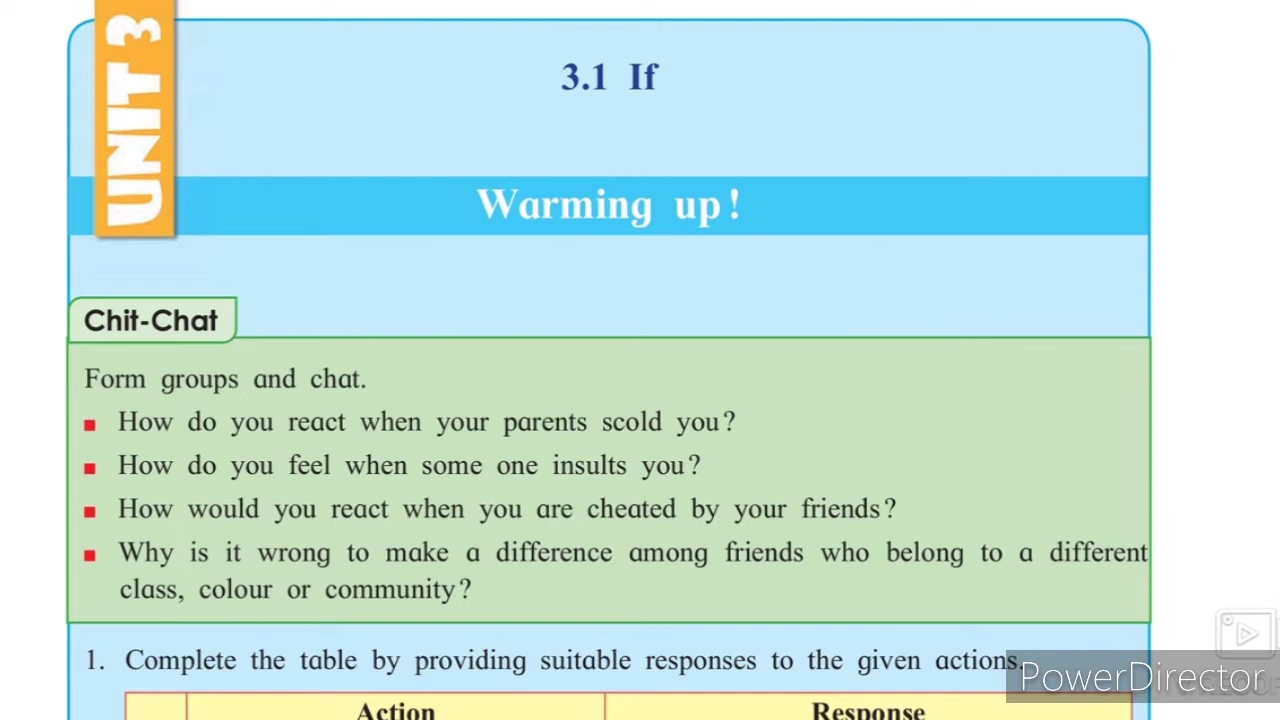 UNIT 3
3.1 If
Warming up!
Chit-Chat
Form groups and chat.
How do you react when your parents scold you?
How do you feel when some one insults you?
How would you react when you are cheated by your friends?
Why is it wrong to make a difference among friends who belong to a different
class, colour or community?
1. Complete the table by providing suitable responses to the given actions.
PowerDirector
Action Response